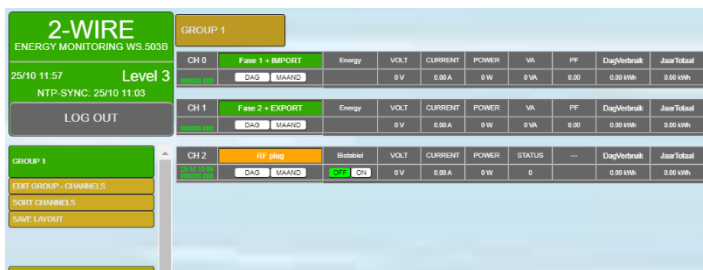 2-WIRE
ENERGY MONITORING WS.503B
25/10 11:57 Level 3
NTP-SYNC: 25/10 11:03
LOG OUT
GROUP 1
EDIT GROUP - CHANNELS
SORT CHANNELS
SAVE LAYOUT
GROUP 1
CH 0 Fase 1 + IMPORT Energy VOLT CURRENT POWER VA PF DagVerbruik JaarTotaal
DAG MAAND 0 V 0.00 A 0 W 0 VA 0.00 0.00 kWh 0.00 kWh
CH 1 Fase 2 + EXPORT Energy VOLT CURRENT POWER VA PF DagVerbruik JaarTotaal
DAG MAAND 0 V 0.00 A 0 W 0 VA 0.00 0.00 kWh 0.00 kWh
CH 2 RF plug Bistabiel VOLT CURRENT POWER STATUS --- DagVerbruik JaarTotaal
DAG MAAND OFF ON 0 V 0.00 A 0 W 0 0.00 kWh 0.00 kWh